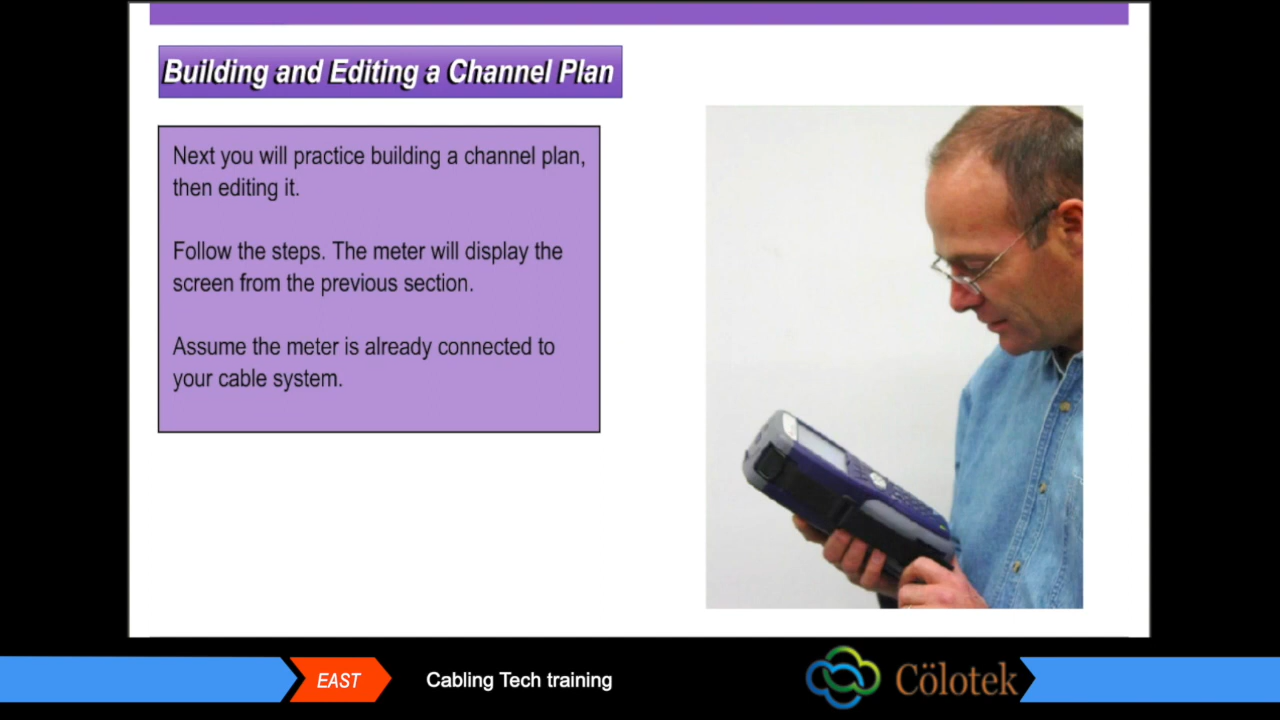 Building and Editing a Channel Plan
Next you will practice building a channel plan,
then editing it.
Follow the steps. The meter will display the
screen from the previous section.
Assume the meter is already connected to
your cable system.
EAST
Cabling Tech training
Cölotek